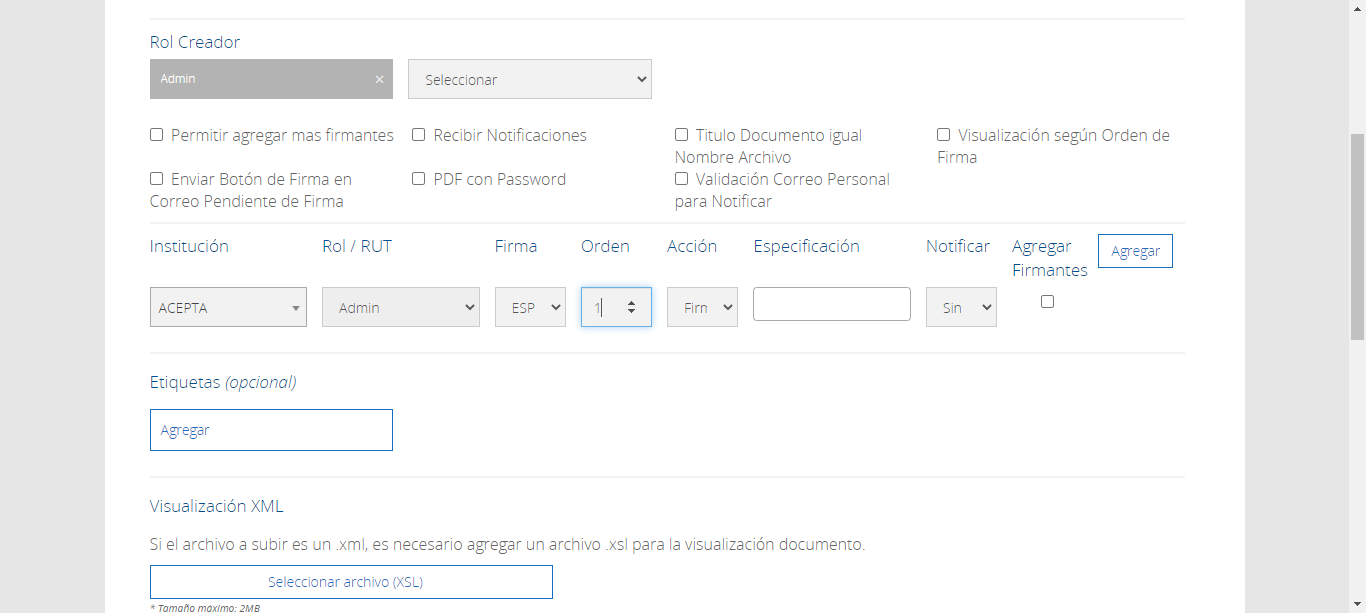 Rol Creador
Admin ×
Seleccionar
Permitir agregar mas firmantes
Recibir Notificaciones
Titulo Documento igual
Nombre Archivo
Visualización según Orden de
Firma
Enviar Botón de Firma en
Correo Pendiente de Firma
PDF con Password
Validación Correo Personal
para Notificar
Institución Rol / RUT Firma Orden Acción Especificación Notificar Agregar
Firmantes
Agregar
ACEPTA Admin ESP 1 Firn Sin
Etiquetas (opcional)
Agregar
Visualización XML
Si el archivo a subir es un .xml, es necesario agregar un archivo .xsl para la visualización documento.
Seleccionar archivo (XSL)
* Tamaño máximo: 2MB